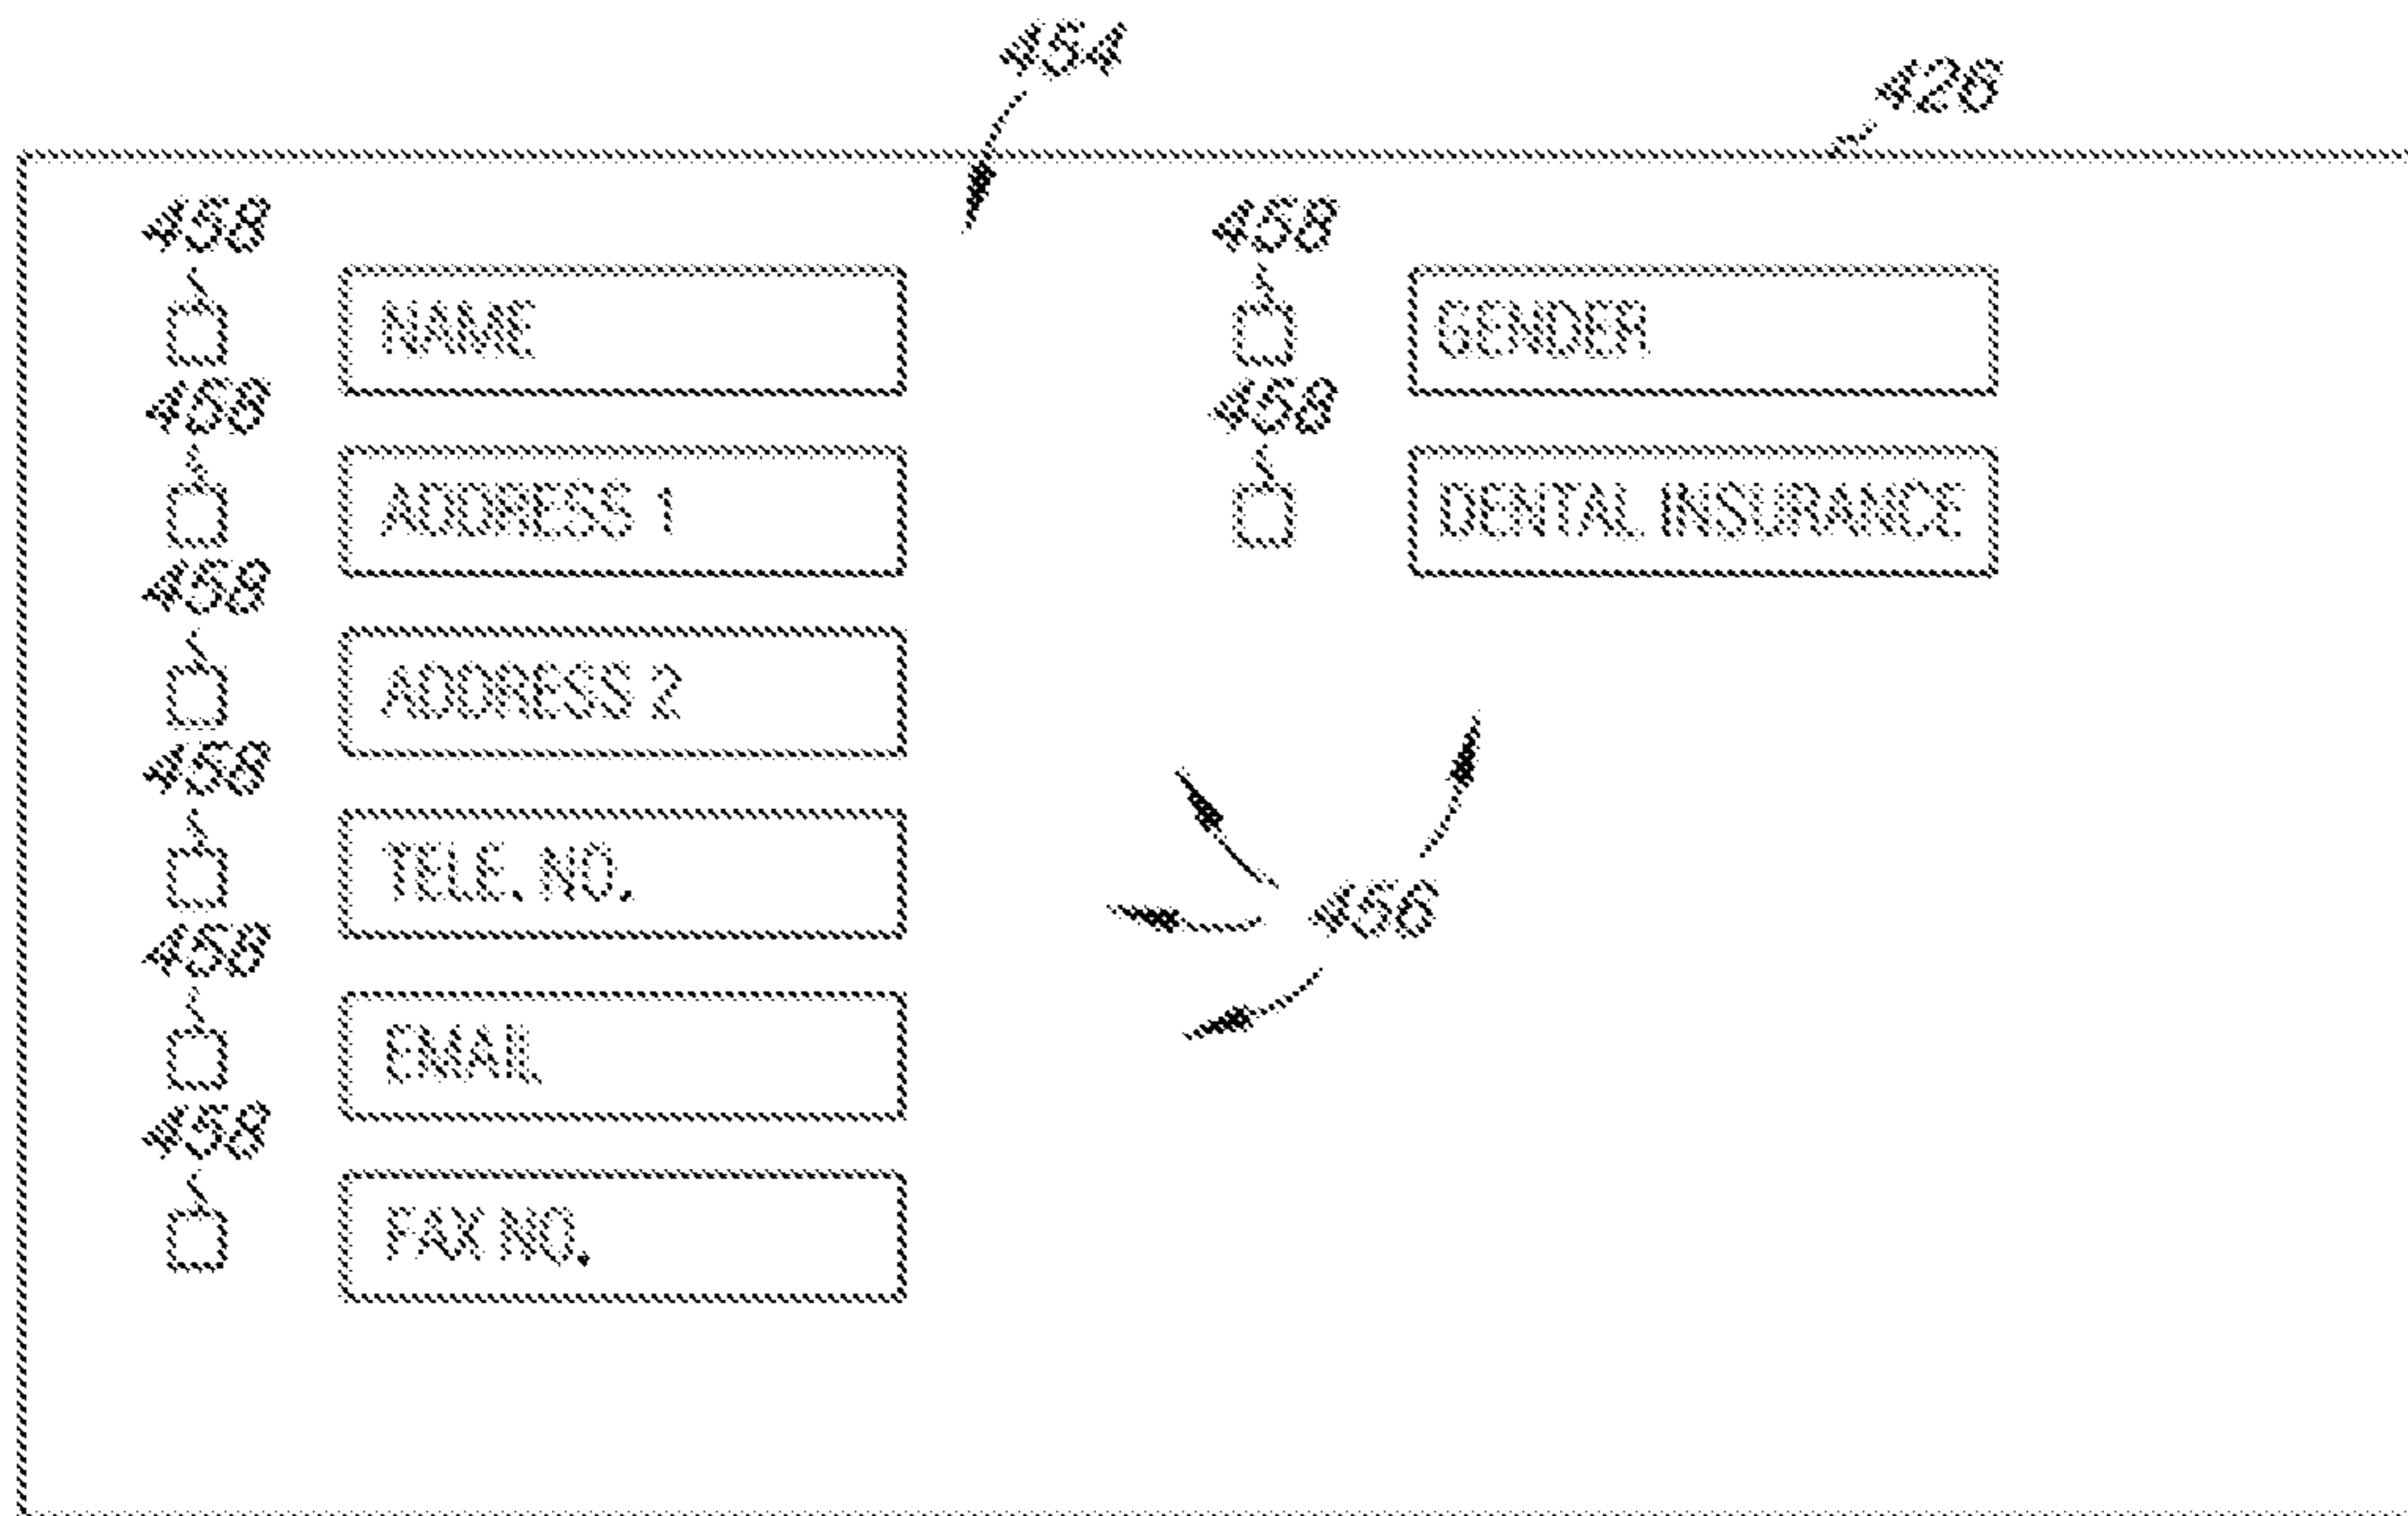 454
426
458 458
NAME GENDER
458 458
ADDRESS 1 DENTAL INSURANCE
458
ADDRESS 2
458
TELE. NO.
456
458
EMAIL
458
FAX NO.